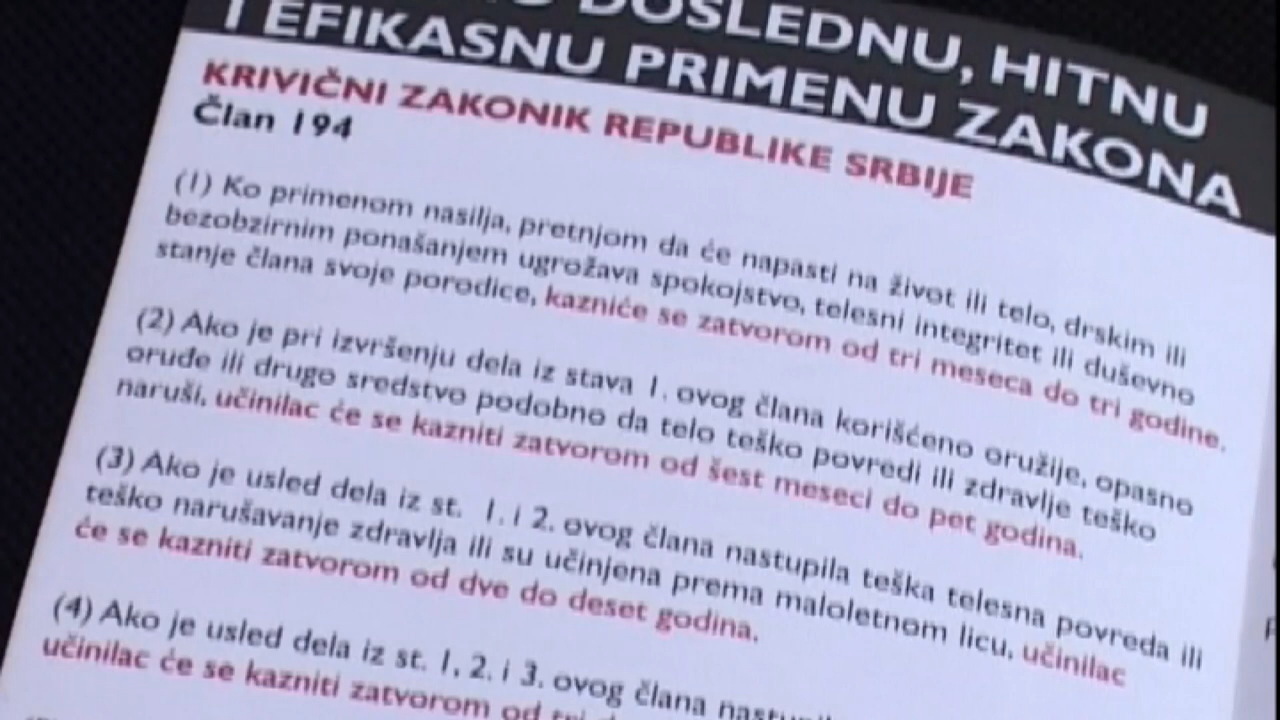 DOSLEDNU, HITNU
I EFIKASNU PRIMENU ZAKONA
KRIVIČNI ZAKONIK REPUBLIKE SRBIJE
Član 194
(1) Ko primenom nasilja, pretnjom da će napasti na život ili telo, drskim ili
bezobzirnim ponašanjem ugrožava spokojstvo, telesni integritet ili duševno
stanje člana svoje porodice, kazniće se zatvorom od tri meseca do tri godine.
(2) Ako je pri izvršenju dela iz stava 1. ovog člana korišćeno oružije, opasno
oruđe ili drugo sredstvo podobno da telo teško povredi ili zdravlje teško
naruši, učinilac će se kazniti zatvorom od šest meseci do pet godina.
(3) Ako je usled dela iz st. 1. i 2. ovog člana nastupila teška telesna povreda ili
teško narušavanje zdravlja ili su učinjena prema maloletnom licu, učinilac
će se kazniti zatvorom od dve do deset godina.
(4) Ako je usled dela iz st. 1, 2. i 3. ovog člana
učinilac će se kazniti zatvorom od tri